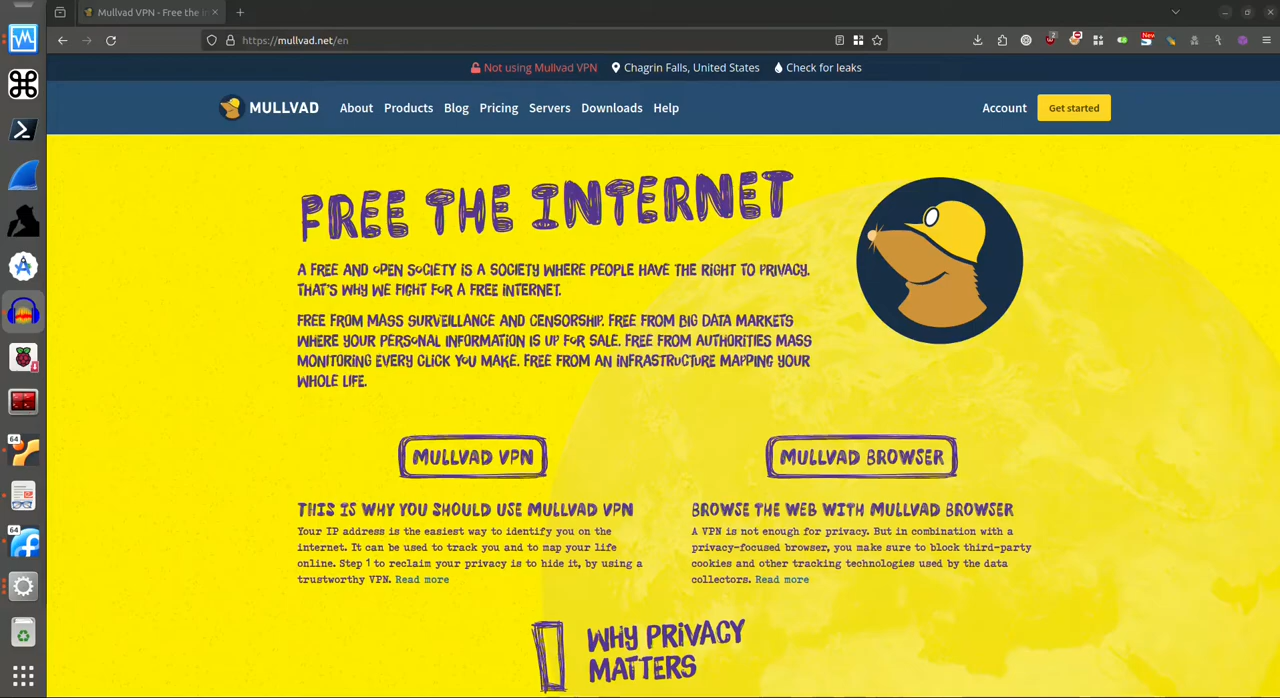 Mullvad VPN - Free the In
https://mullvad.net/en
2
New
Not using Mullvad VPN
Chagrin Falls, United States
Check for leaks
MULLVAD
About
Products
Blog
Pricing
Servers
Downloads
Help
Account
Get started
FREE THE INTERNET
A FREE AND OPEN SOCIETY IS A SOCIETY WHERE PEOPLE HAVE THE RIGHT TO PRIVACY.
THAT'S WHY WE FIGHT FOR A FREE INTERNET.
FREE FROM MASS SURVEILLANCE AND CENSORSHIP. FREE FROM BIG DATA MARKETS
WHERE YOUR PERSONAL INFORMATION IS UP FOR SALE. FREE FROM AUTHORITIES MASS
MONITORING EVERY CLICK YOU MAKE. FREE FROM AN INFRASTRUCTURE MAPPING YOUR
WHOLE LIFE.
MULLVAD VPN
THIS IS WHY YOU SHOULD USE MULLVAD VPN
Your IP address is the easiest way to identify you on the
internet. It can be used to track you and to map your life
online. Step 1 to reclaim your privacy is to hide it, by using a
trustworthy VPN. Read more
MULLVAD BROWSER
BROWSE THE WEB WITH MULLVAD BROWSER
A VPN is not enough for privacy. But in combination with a
privacy-focused browser, you make sure to block third-party
cookies and other tracking technologies used by the data
collectors. Read more
WHY PRIVACY
MATTERS
64
64